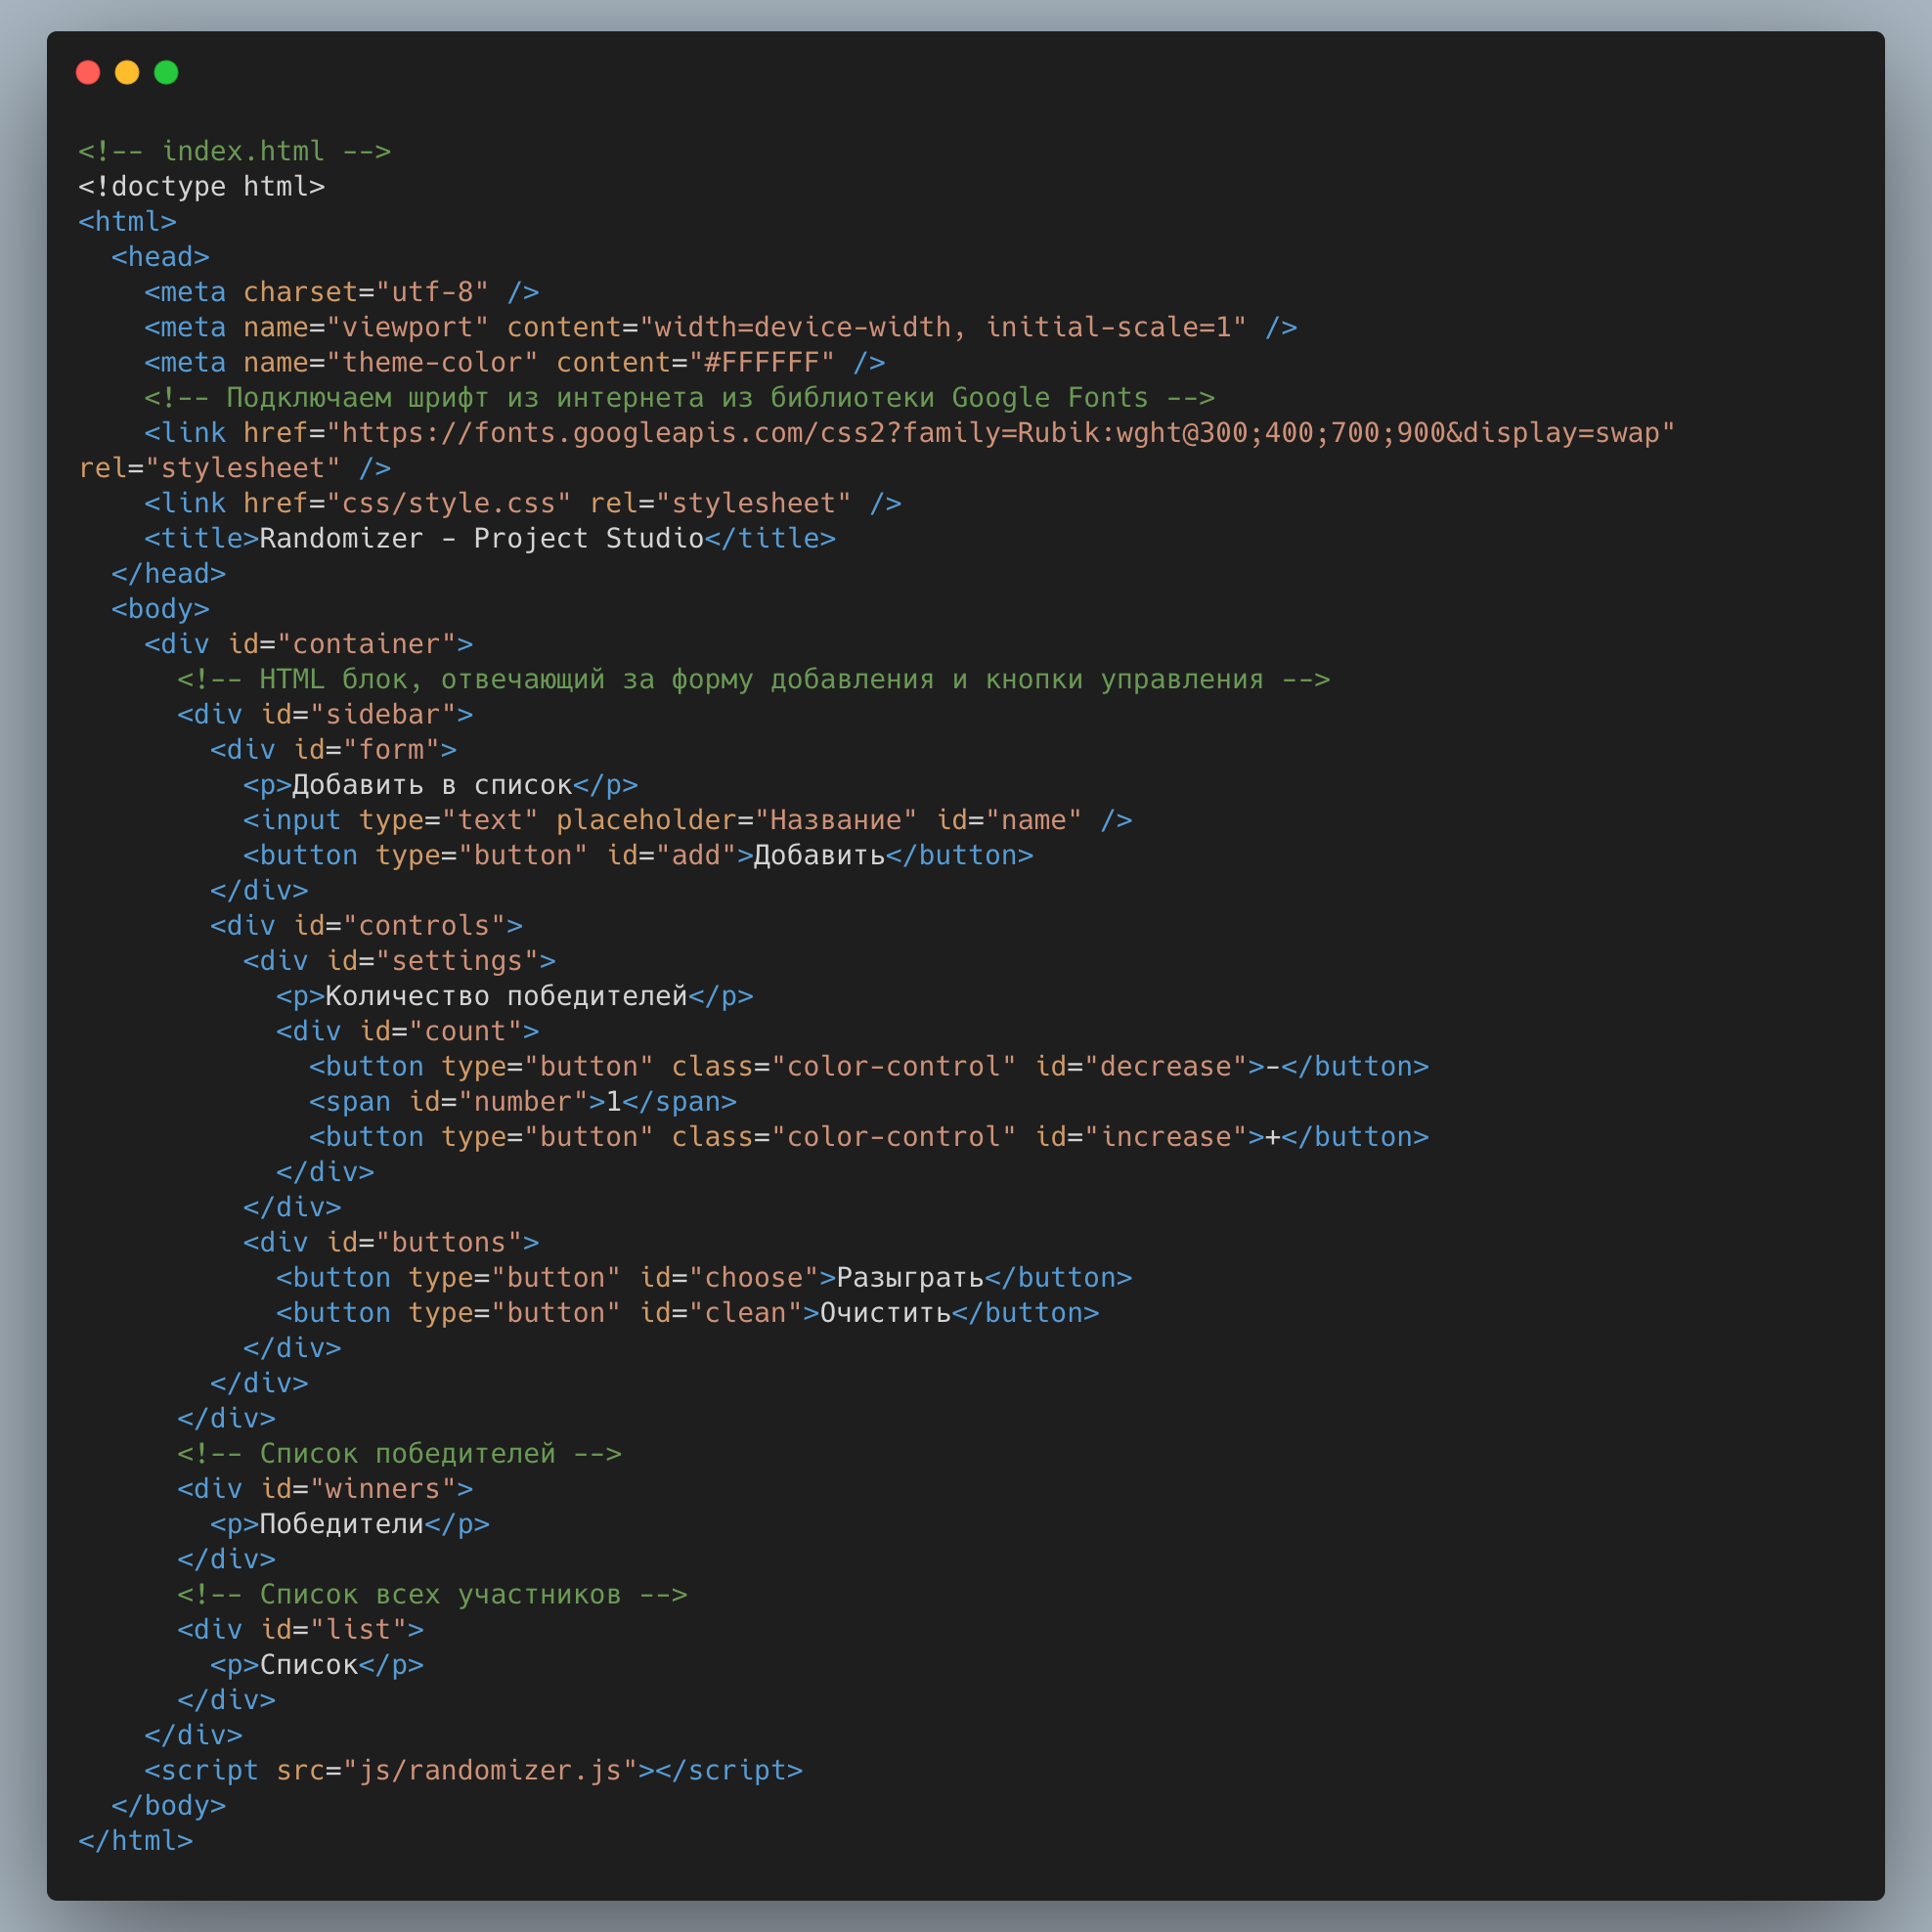 <!-- index.html -->
<!doctype html>
<html>
  <head>
    <meta charset="utf-8" />
    <meta name="viewport" content="width=device-width, initial-scale=1" />
    <meta name="theme-color" content="#FFFFFF" />
    <!-- Подключаем шрифт из интернета из библиотеки Google Fonts -->
    <link href="https://fonts.googleapis.com/css2?family=Rubik:wght@300;400;700;900&display=swap"
rel="stylesheet" />
    <link href="css/style.css" rel="stylesheet" />
    <title>Randomizer - Project Studio</title>
  </head>
  <body>
    <div id="container">
      <!-- HTML блок, отвечающий за форму добавления и кнопки управления -->
      <div id="sidebar">
        <div id="form">
          <p>Добавить в список</p>
          <input type="text" placeholder="Название" id="name" />
          <button type="button" id="add">Добавить</button>
        </div>
        <div id="controls">
          <div id="settings">
            <p>Количество победителей</p>
            <div id="count">
              <button type="button" class="color-control" id="decrease">-</button>
              <span id="number">1</span>
              <button type="button" class="color-control" id="increase">+</button>
            </div>
          </div>
          <div id="buttons">
            <button type="button" id="choose">Разыграть</button>
            <button type="button" id="clean">Очистить</button>
          </div>
        </div>
      </div>
      <!-- Список победителей -->
      <div id="winners">
        <p>Победители</p>
      </div>
      <!-- Список всех участников -->
      <div id="list">
        <p>Список</p>
      </div>
    </div>
    <script src="js/randomizer.js"></script>
  </body>
</html>